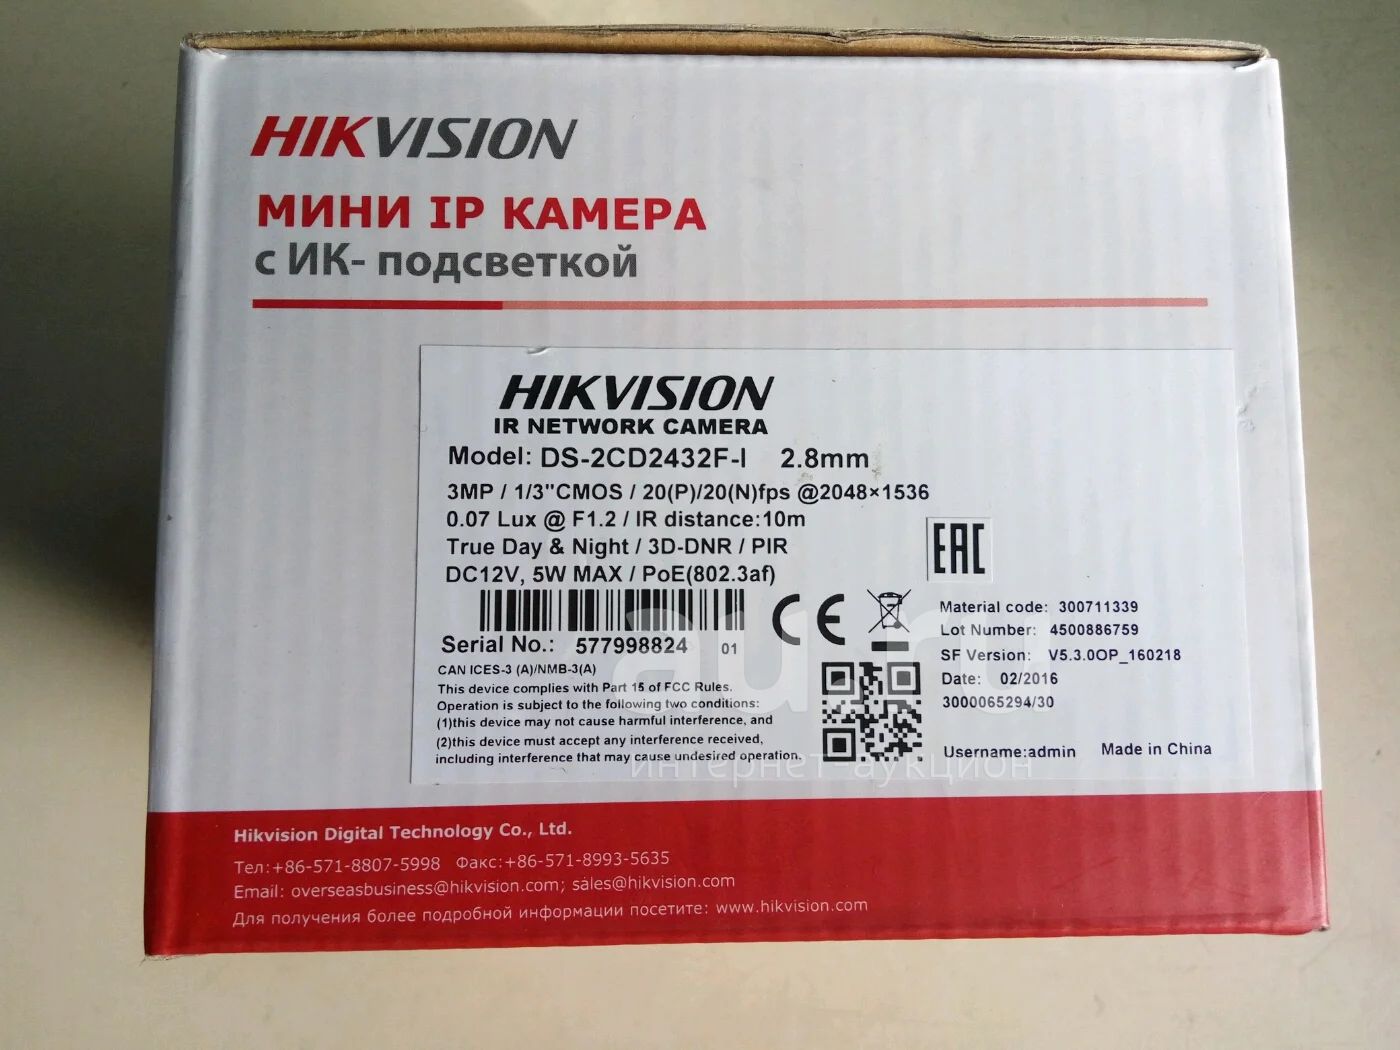 HIKVISION
МИНИ IP КАМЕРА
с ИК- подсветкой
HIKVISION
IR NETWORK CAMERA
Model: DS-2CD2432F-I 2.8mm
3MP / 1/3"CMOS / 20(P)/20(N)fps @2048×1536
0.07 Lux @ F1.2 / IR distance:10m
True Day & Night / 3D-DNR / PIR
DC12V, 5W MAX / PoE(802.3af)
EAC
CE
Serial No.: 577998824 01
CAN ICES-3 (A)/NMB-3(A)
This device complies with Part 15 of FCC Rules.
Operation is subject to the following two conditions:
(1)this device may not cause harmful interference, and
(2)this device must accept any interference received,
including interference that may cause undesired operation.
Material code: 300711339
Lot Number: 4500886759
SF Version: V5.3.0OP_160218
Date: 02/2016
3000065294/30
Username:admin Made in China
au.ru
интернет-аукцион
Hikvision Digital Technology Co., Ltd.
Тел:+86-571-8807-5998 Факс:+86-571-8993-5635
Email: overseasbusiness@hikvision.com; sales@hikvision.com
Для получения более подробной информации посетите: www.hikvision.com